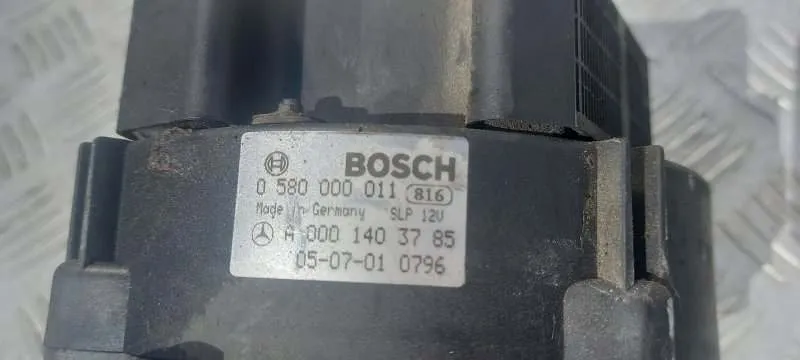 BOSCH
0 580 000 011 816
Made in Germany SLP 12V
A 000 140 37 85
05-07-01 0796